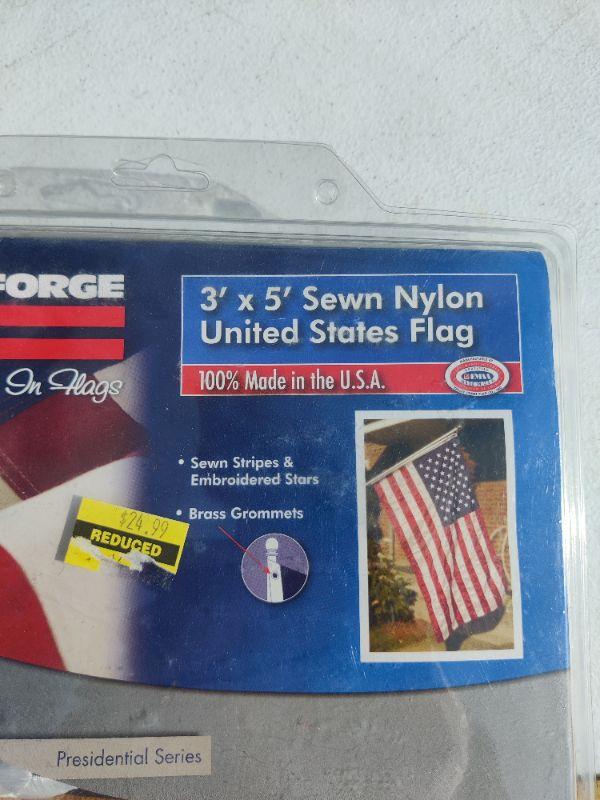 FORGE
In Flags
3' x 5' Sewn Nylon
United States Flag
100% Made in the U.S.A.
• Sewn Stripes &
Embroidered Stars
• Brass Grommets
$24.99
REDUCED
Presidential Series